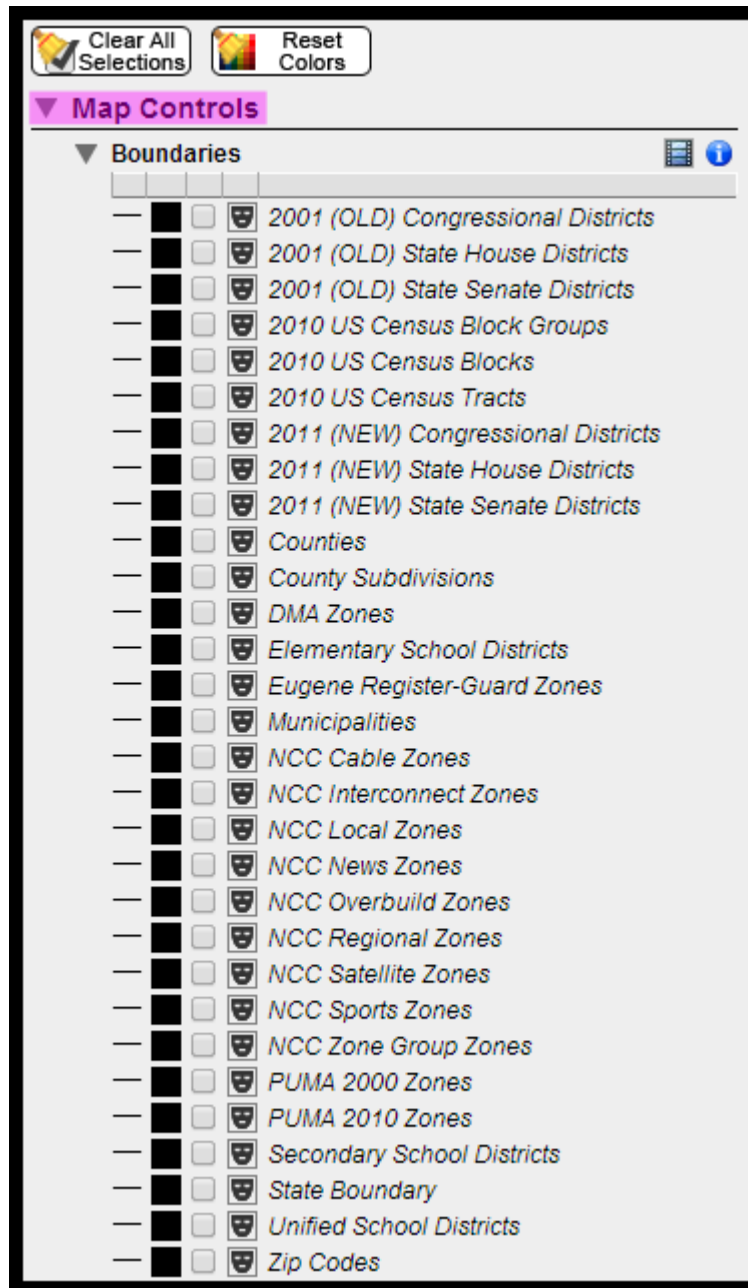 Clear All
Selections
Reset
Colors
Map Controls
Boundaries
2001 (OLD) Congressional Districts
2001 (OLD) State House Districts
2001 (OLD) State Senate Districts
2010 US Census Block Groups
2010 US Census Blocks
2010 US Census Tracts
2011 (NEW) Congressional Districts
2011 (NEW) State House Districts
2011 (NEW) State Senate Districts
Counties
County Subdivisions
DMA Zones
Elementary School Districts
Eugene Register-Guard Zones
Municipalities
NCC Cable Zones
NCC Interconnect Zones
NCC Local Zones
NCC News Zones
NCC Overbuild Zones
NCC Regional Zones
NCC Satellite Zones
NCC Sports Zones
NCC Zone Group Zones
PUMA 2000 Zones
PUMA 2010 Zones
Secondary School Districts
State Boundary
Unified School Districts
Zip Codes